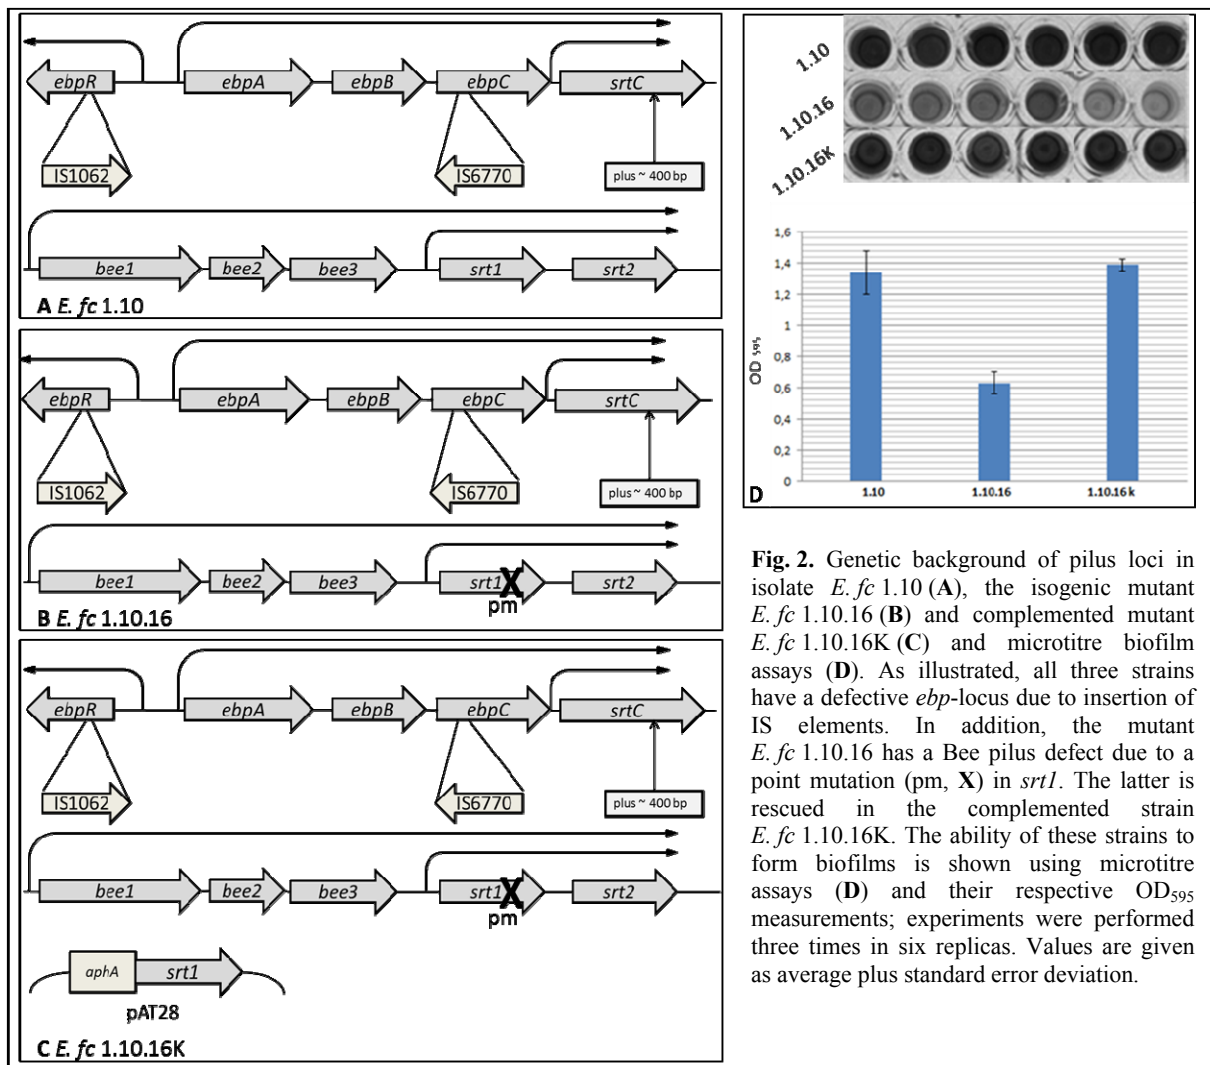 ebpR ebpA ebpB ebpC srtC
IS1062 IS6770 plus ~ 400 bp
bee1 bee2 bee3 srt1 srt2
A E. fc 1.10
ebpR ebpA ebpB ebpC srtC
IS1062 IS6770 plus ~ 400 bp
bee1 bee2 bee3 srt1 X srt2
pm
B E. fc 1.10.16
ebpR ebpA ebpB ebpC srtC
IS1062 IS6770 plus ~ 400 bp
bee1 bee2 bee3 srt1 X srt2
pm
aphA srt1
pAT28
C E. fc 1.10.16K
1.10
1.10.16
1.10.16K
1,6
1,4
1,2
1
0,8
0,6
0,4
0,2
0
OD 595
1.10 1.10.16 1.10.16k
D
Fig. 2. Genetic background of pilus loci in
isolate E. fc 1.10 (A), the isogenic mutant
E. fc 1.10.16 (B) and complemented mutant
E. fc 1.10.16K (C) and microtitre biofilm
assays (D). As illustrated, all three strains
have a defective ebp-locus due to insertion of
IS elements. In addition, the mutant
E. fc 1.10.16 has a Bee pilus defect due to a
point mutation (pm, X) in srt1. The latter is
rescued in the complemented strain
E. fc 1.10.16K. The ability of these strains to
form biofilms is shown using microtitre
assays (D) and their respective OD595
measurements; experiments were performed
three times in six replicas. Values are given
as average plus standard error deviation.